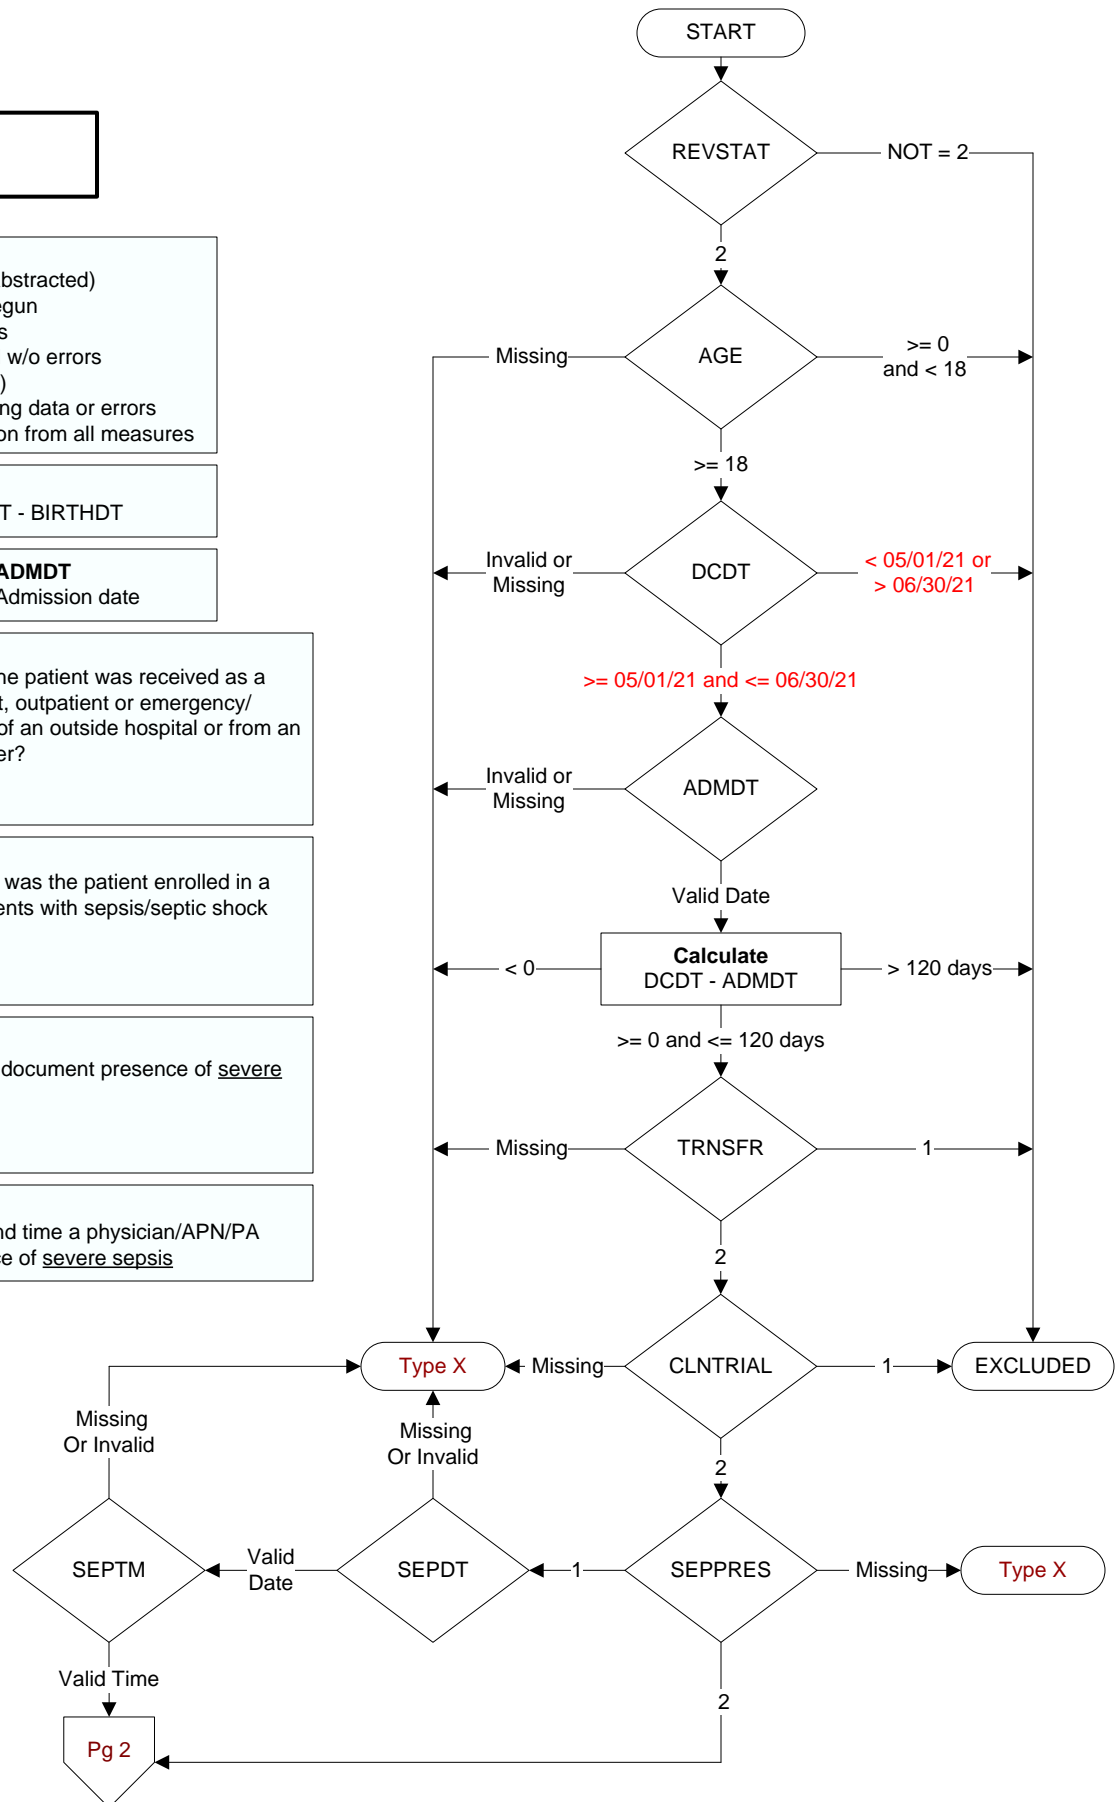 bstracted)
egun
s
w/o errors
)
ng data or errors
on from all measures
T - BIRTHDT
ADMDT
Admission date
ne patient was received as a
t, outpatient or emergency/
of an outside hospital or from an
er?
was the patient enrolled in a
ents with sepsis/septic shock
document presence of severe
nd time a physician/APN/PA
ce of severe sepsis
START
REVSTAT
NOT = 2
2
Missing
AGE
>= 0
and < 18
>= 18
Invalid or
Missing
DCDT
< 05/01/21 or
> 06/30/21
>= 05/01/21 and <= 06/30/21
Invalid or
Missing
ADMDT
Valid Date
< 0
Calculate
DCDT - ADMDT
> 120 days
>= 0 and <= 120 days
Missing
TRNSFR
1
2
Type X
Missing
CLNTRIAL
1
EXCLUDED
Missing
Or Invalid
Missing
Or Invalid
2
SEPTM
Valid
Date
SEPDT
1
SEPPRES
Missing
Type X
Valid Time
2
Pg 2